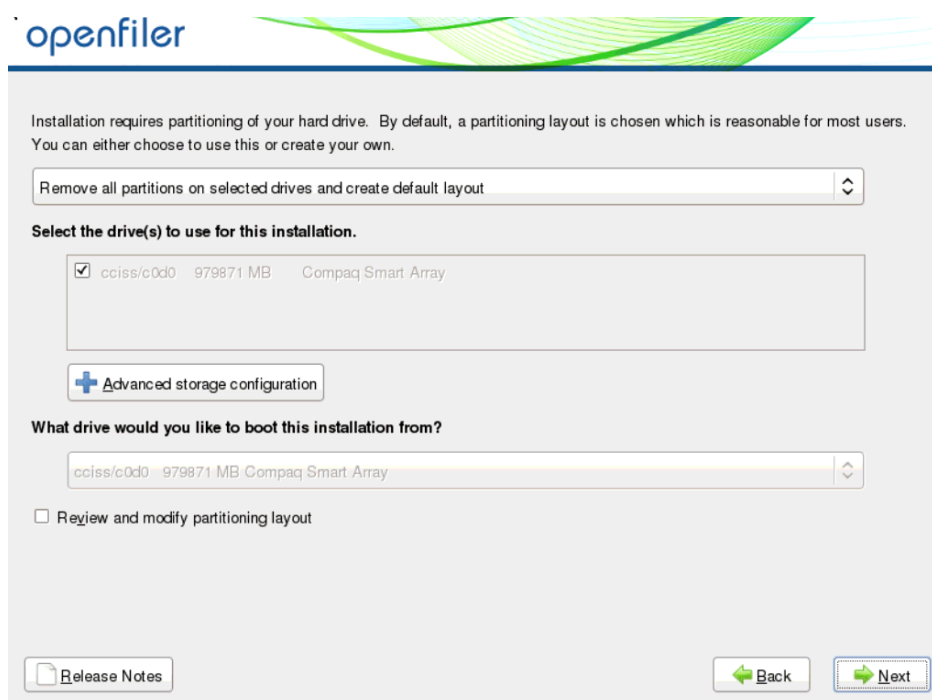 openfiler
Installation requires partitioning of your hard drive. By default, a partitioning layout is chosen which is reasonable for most users.
You can either choose to use this or create your own.
Remove all partitions on selected drives and create default layout
Select the drive(s) to use for this installation.
cciss/c0d0 979871 MB Compaq Smart Array
Advanced storage configuration
What drive would you like to boot this installation from?
cciss/c0d0 979871 MB Compaq Smart Array
Review and modify partitioning layout
Release Notes Back Next